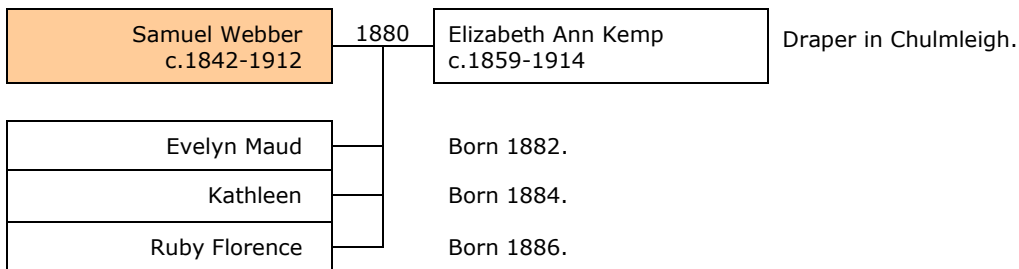 Samuel Webber
c.1842-1912
1880
Elizabeth Ann Kemp
c.1859-1914
Draper in Chulmleigh.
Evelyn Maud
Born 1882.
Kathleen
Born 1884.
Ruby Florence
Born 1886.